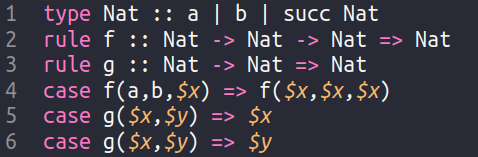 1 type Nat :: a | b | succ Nat
2 rule f :: Nat -> Nat -> Nat => Nat
3 rule g :: Nat -> Nat => Nat
4 case f(a,b,$x) => f($x,$x,$x)
5 case g($x,$y) => $x
6 case g($x,$y) => $y